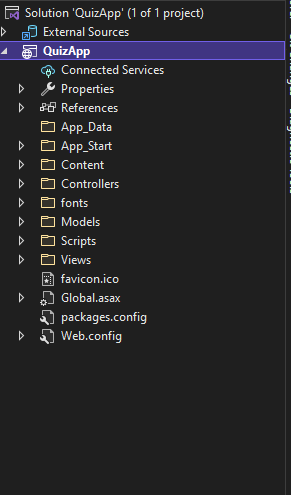 Solution 'QuizApp' (1 of 1 project)
External Sources
QuizApp
Connected Services
Properties
References
App_Data
App_Start
Content
Controllers
fonts
Models
Scripts
Views
favicon.ico
Global.asax
packages.config
Web.config